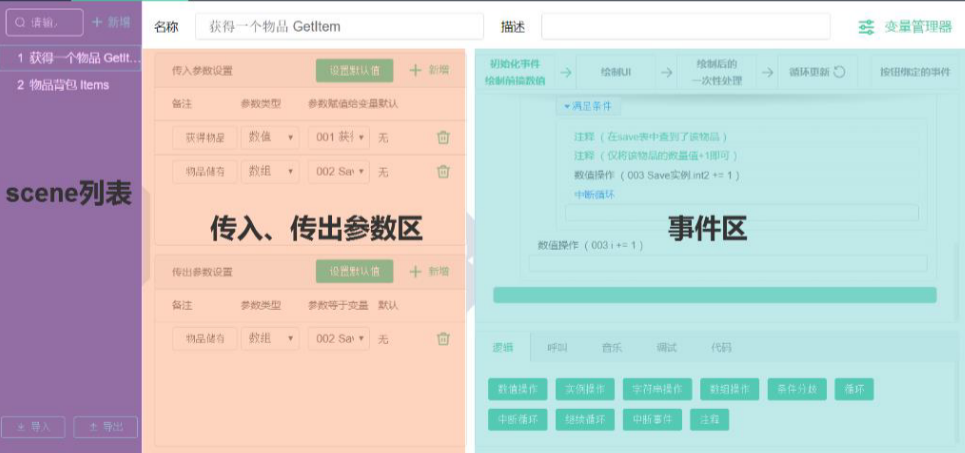 请输,
新增
名称
获得一个物品 GetItem
描述
变量管理器
1 获得一个物品 GetIt...
2 物品背包 Items
scene列表
导入
导出
传入参数设置
设置默认值
新增
备注 参数类型 参数赋值给变量默认
获得物品 数值 001 获 无
物品储存 数组 002 Sav 无
传入、传出参数区
传出参数设置
设置默认值
新增
备注 参数类型 参数等于变量 默认
物品储存 数组 002 Sav 无
初始化事件
绘制前搞数值
绘制UI
绘制后的
一次性处理
循环更新
按钮绑定的事件
满足条件
注释（在save表中查到了该物品）
注释（仅将该物品的数量值+1即可）
数值操作（003 Save实例.int2 += 1）
中断循环
事件区
数值操作（003 i += 1）
逻辑 呼叫 音乐 调试 代码
数值操作 实例操作 字符串操作 数组操作 条件分歧 循环
中断循环 继续循环 中断事件 注释